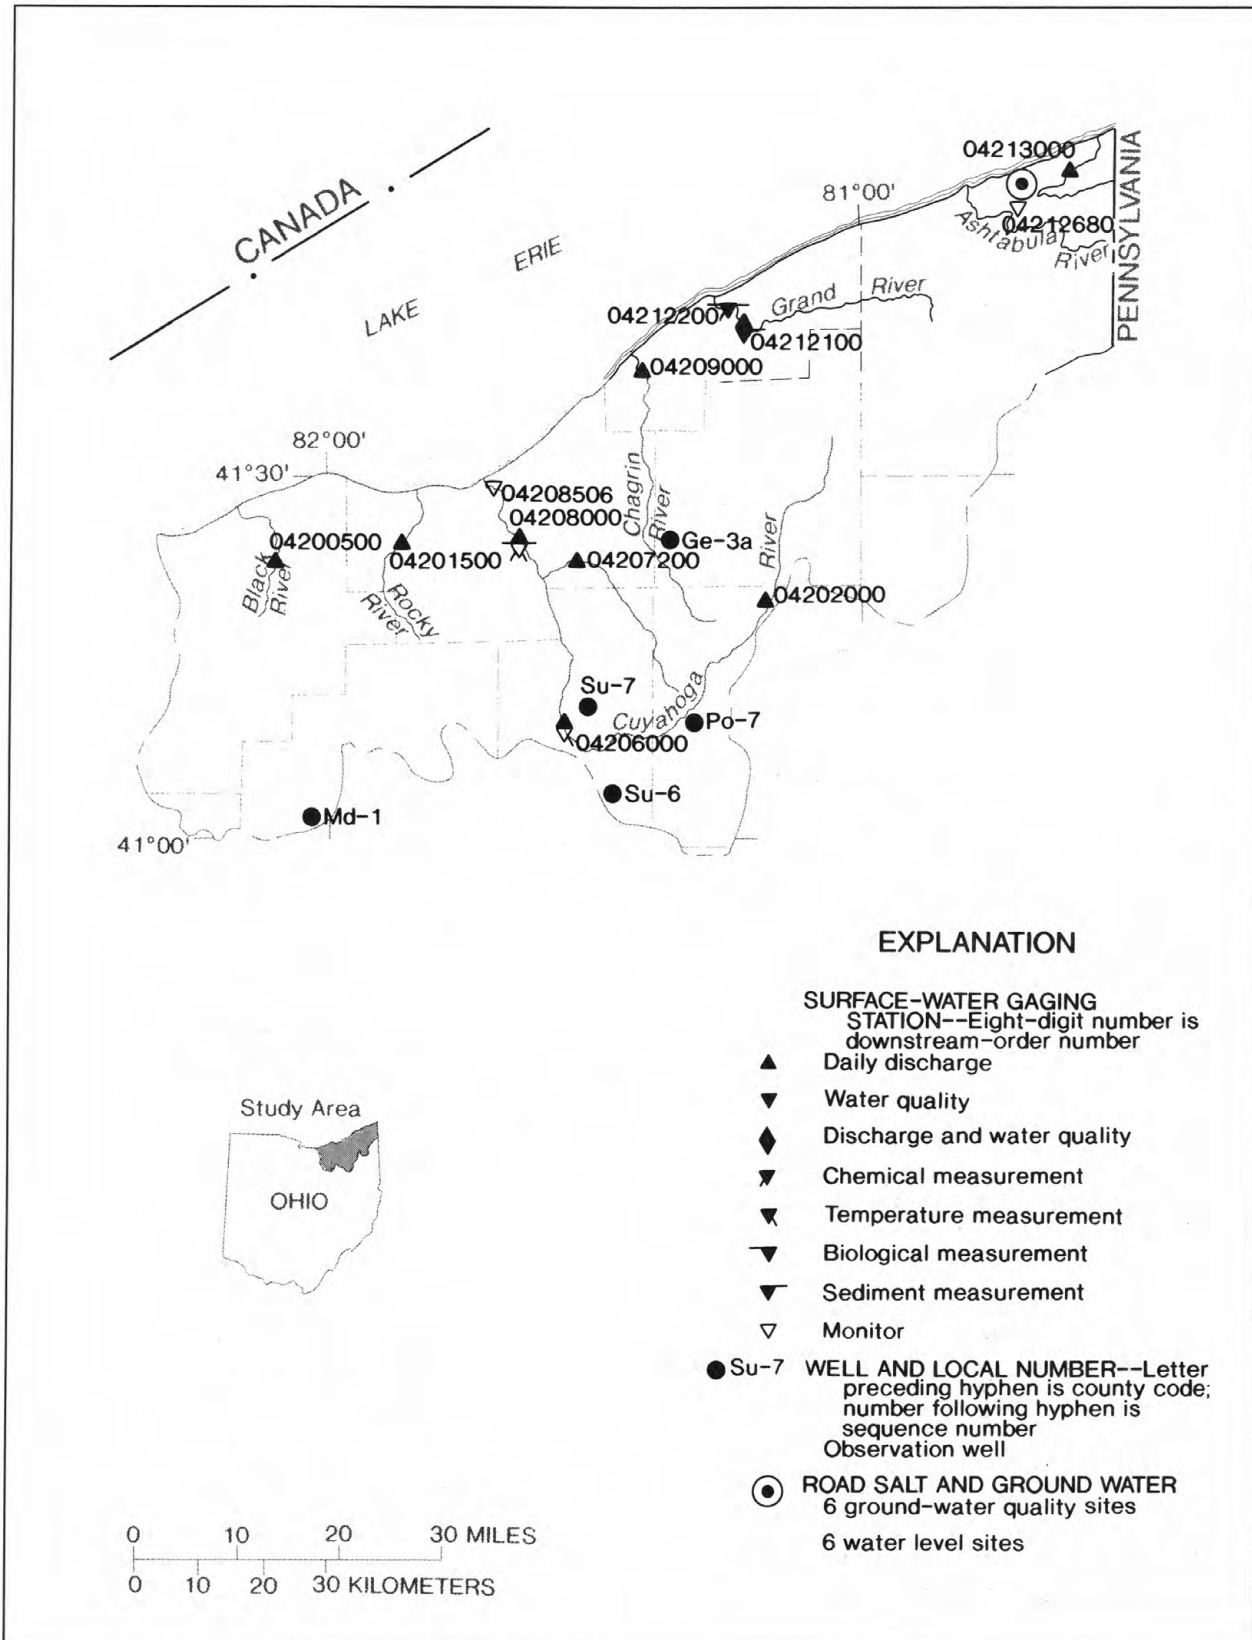 CANADA
LAKE
ERIE
PENNSYLVANIA
04213000
81°00'
04212680
Ashtabula
River
Grand River
04212200
04212100
04209000
82°00'
41°30'
04208506
04208000
Chagrin
River
Ge-3a
River
04200500
04201500
04207200
04202000
Black
River
Rocky
River
Su-7
Cuyahoga
Po-7
04206000
Su-6
Md-1
41°00'
EXPLANATION
SURFACE-WATER GAGING
STATION--Eight-digit number is
downstream-order number
Daily discharge
Water quality
Discharge and water quality
Chemical measurement
Temperature measurement
Biological measurement
Sediment measurement
Monitor
Su-7 WELL AND LOCAL NUMBER--Letter
preceding hyphen is county code;
number following hyphen is
sequence number
Observation well
ROAD SALT AND GROUND WATER
6 ground-water quality sites
6 water level sites
Study Area
OHIO
0 10 20 30 MILES
0 10 20 30 KILOMETERS